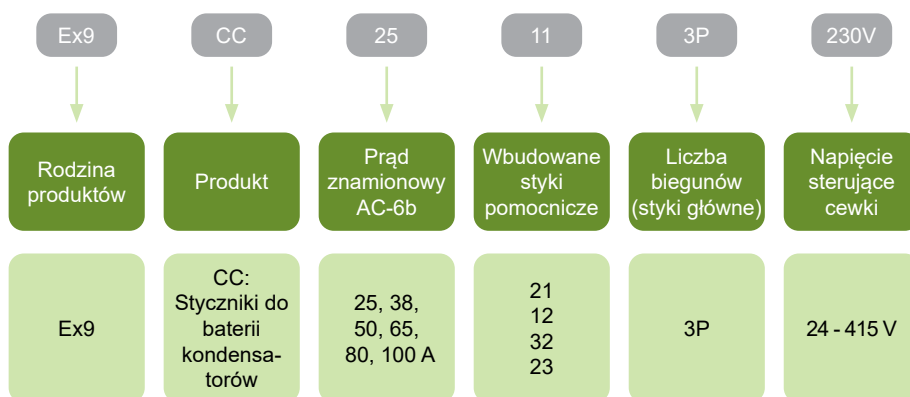 Ex9
CC
25
11
3P
230V
Rodzina
produktów
Produkt
Prąd
znamionowy
AC-6b
Wbudowane
styki
pomocnicze
Liczba
biegunów
(styki główne)
Napięcie
sterujące
cewki
Ex9
CC:
Styczniki do
baterii
kondensa-
torów
25, 38,
50, 65,
80, 100 A
21
12
32
23
3P
24 - 415 V